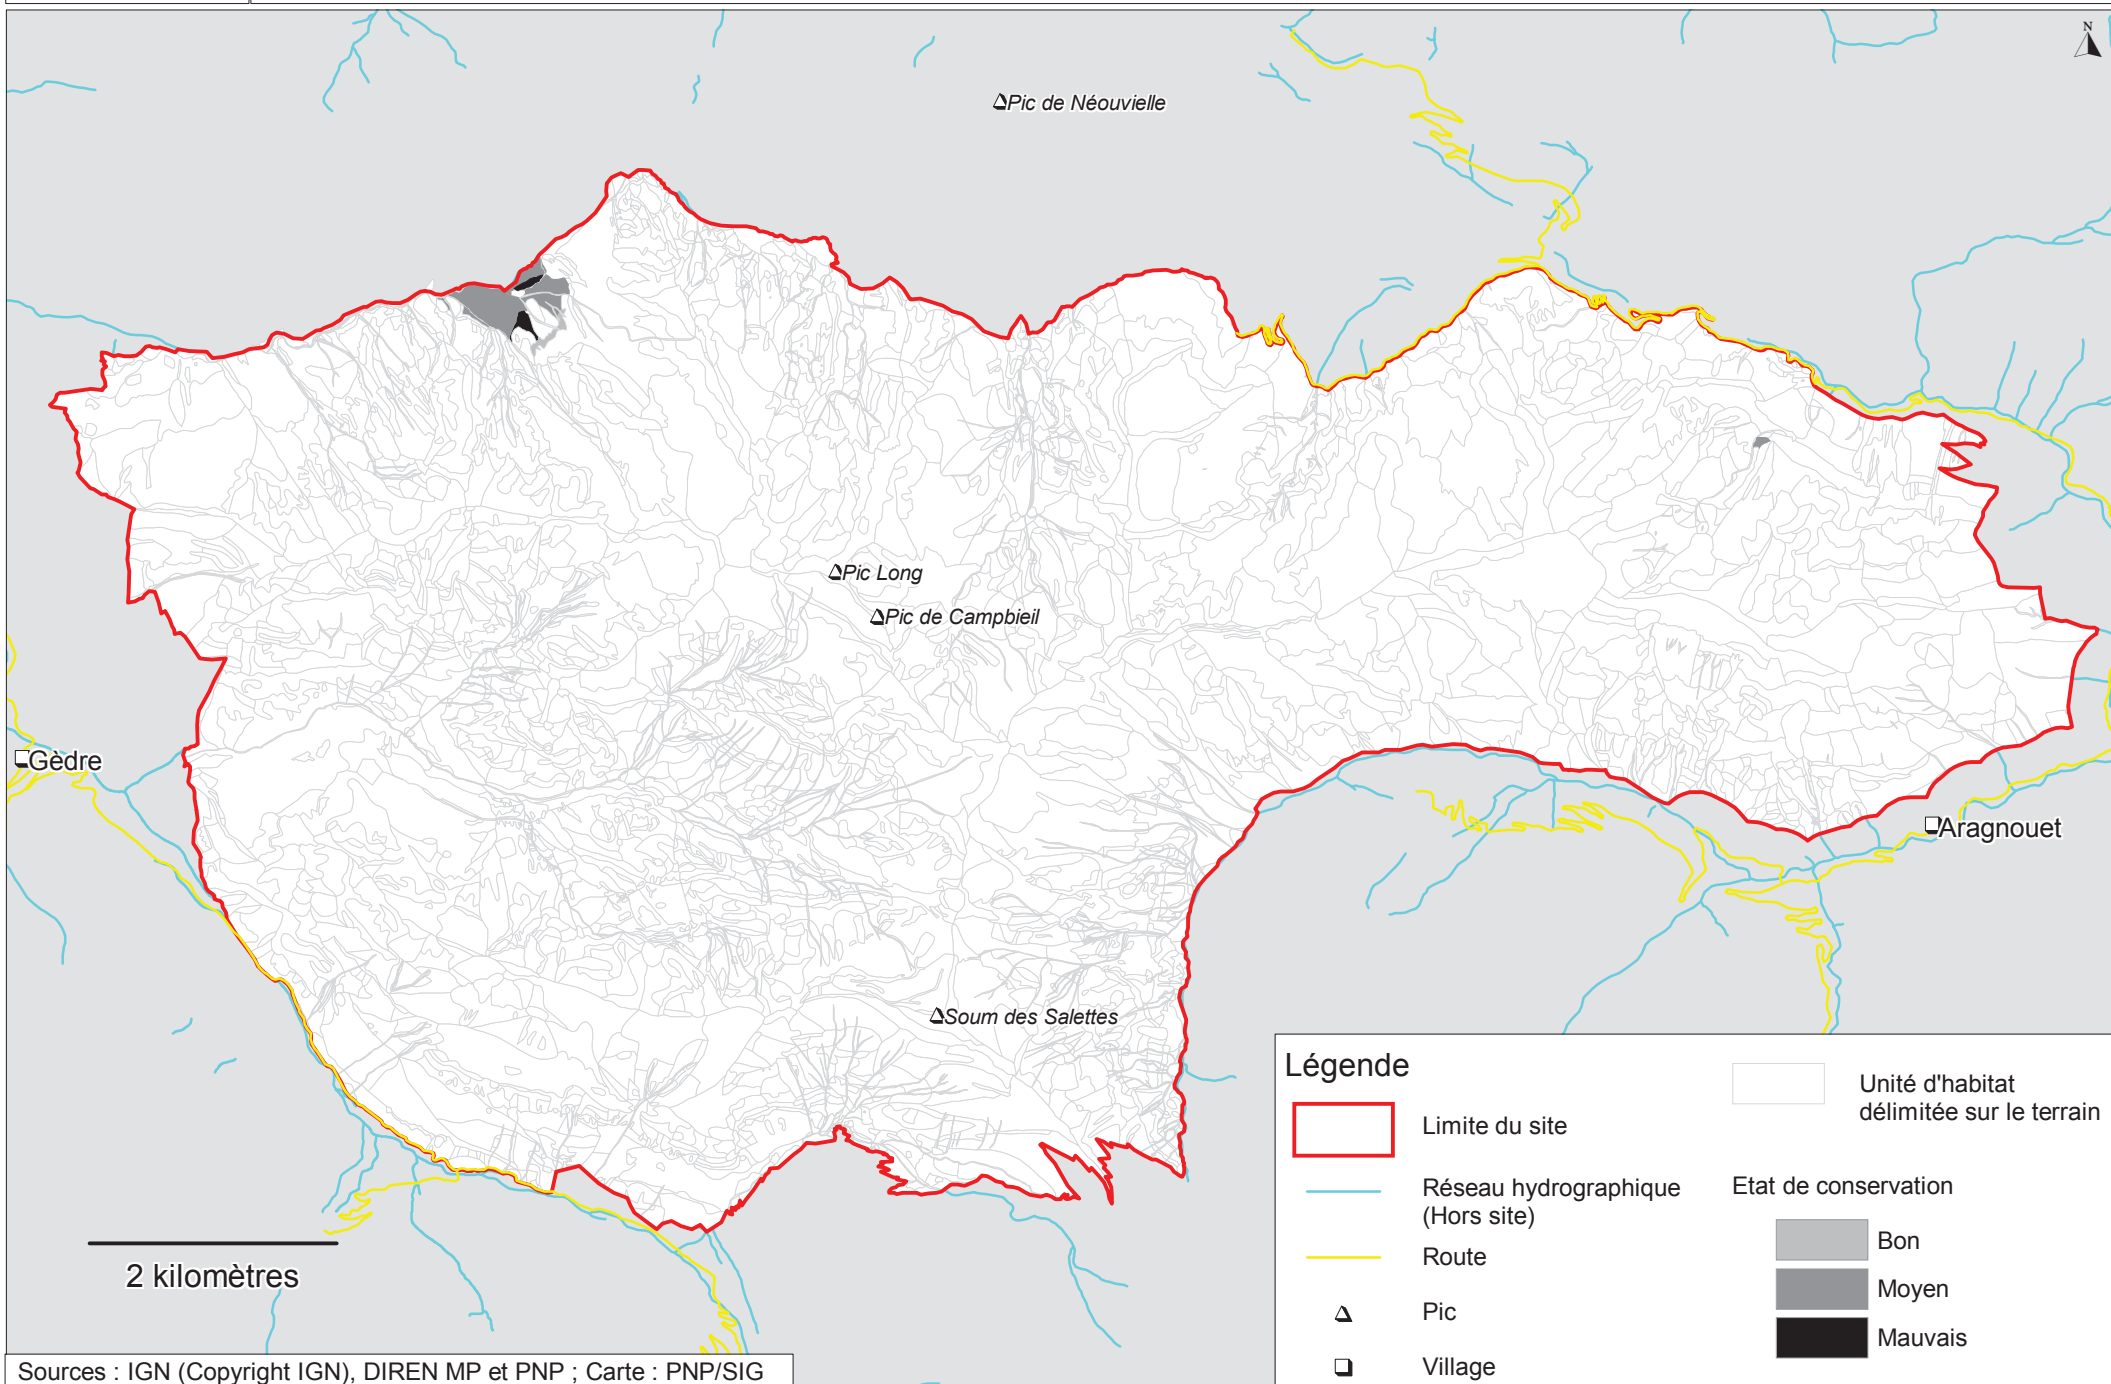 N
Pic de Néouvielle
Pic Long
Pic de Campbieil
Gèdre
Aragnouet
Soum des Salettes
Légende
Limite du site
Réseau hydrographique
(Hors site)
Route
Pic
Village
Unité d'habitat
délimitée sur le terrain
Etat de conservation
Bon
Moyen
Mauvais
2 kilomètres
Sources : IGN (Copyright IGN), DIREN MP et PNP ; Carte : PNP/SIG